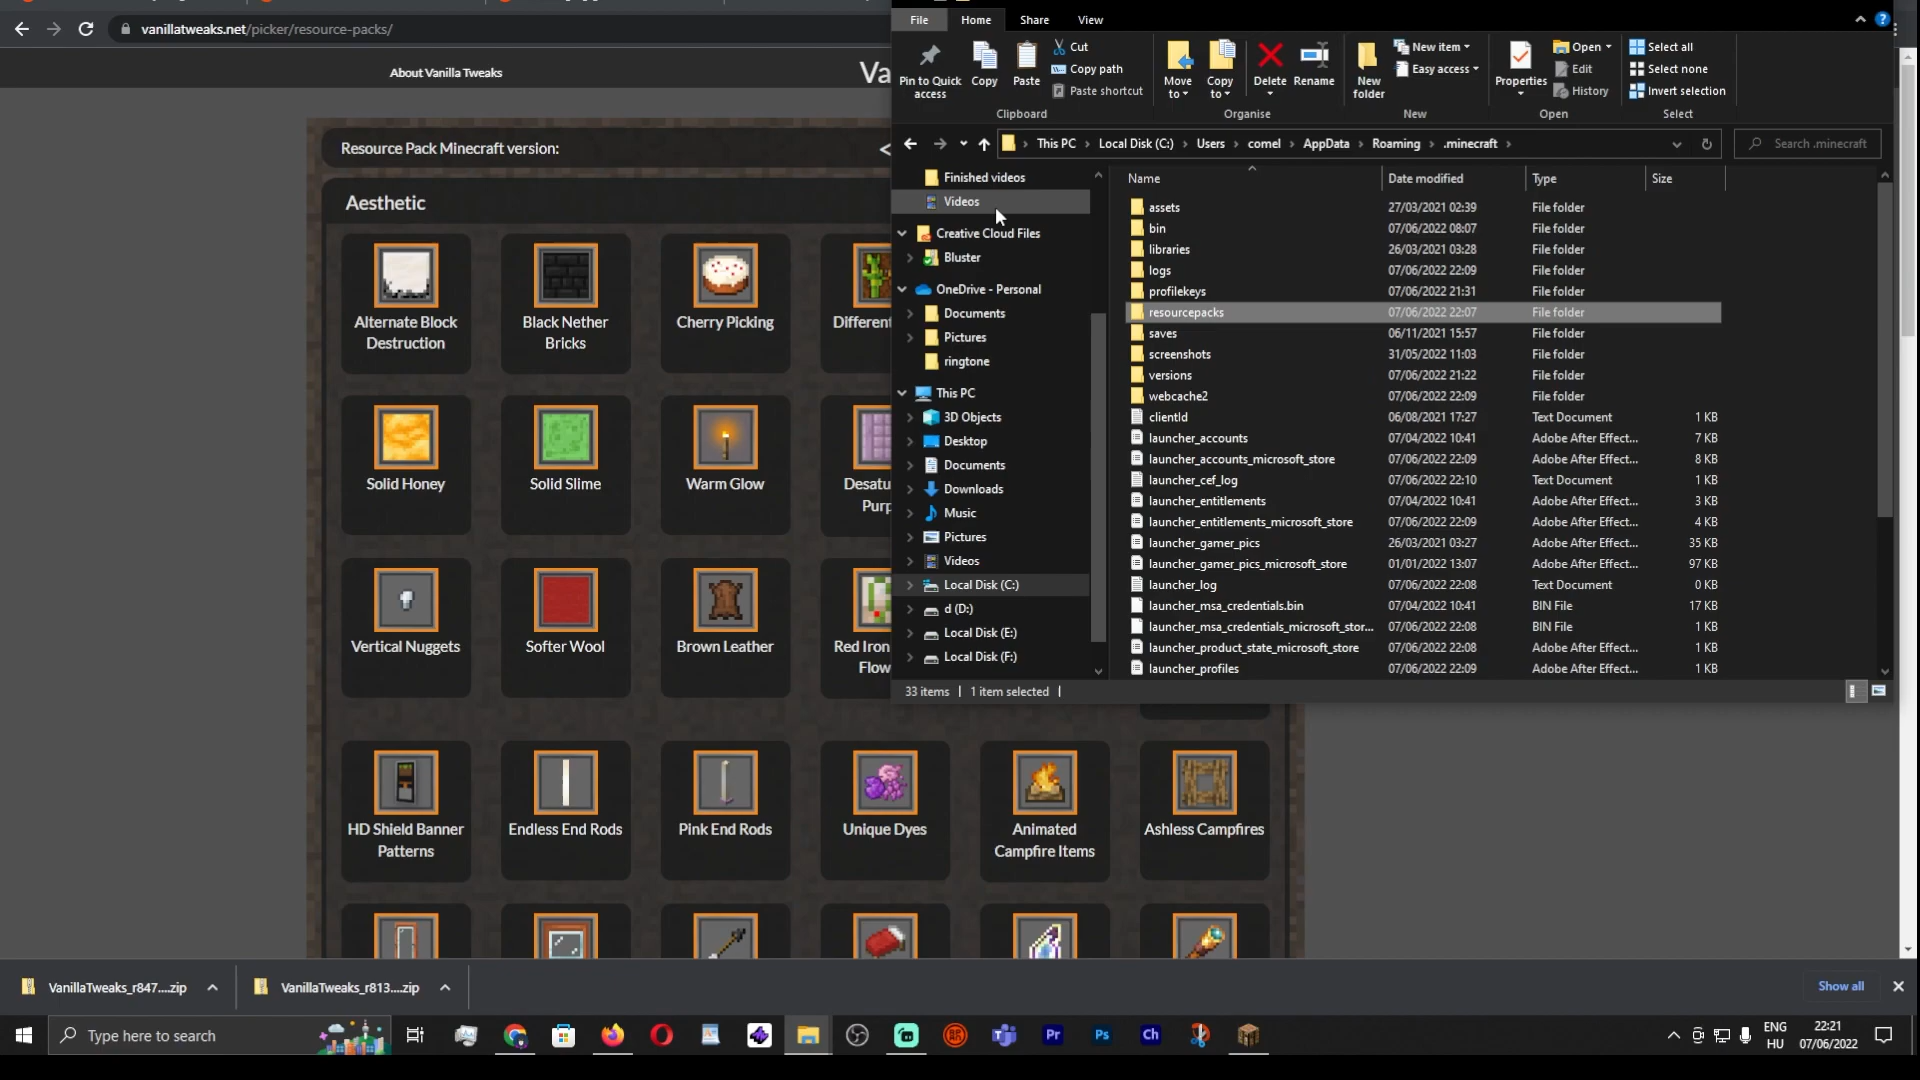 vanillatweaks.net/picker/resource-packs/
About Vanilla Tweaks
Va
Resource Pack Minecraft version:
<
Aesthetic
Alternate Block
Destruction
Black Nether
Bricks
Cherry Picking
Different
Solid Honey
Solid Slime
Warm Glow
Desatu
Purp
Vertical Nuggets
Softer Wool
Brown Leather
Red Iron
Flow
HD Shield Banner
Patterns
Endless End Rods
Pink End Rods
Unique Dyes
Animated
Campfire Items
Ashless Campfires
File
Home
Share
View
Pin to Quick
access
Copy
Paste
Cut
Copy path
Paste shortcut
Clipboard
Move
to
Copy
to
Delete
Rename
Organise
New
folder
New item
Easy access
New
Properties
Open
Edit
History
Open
Select all
Select none
Invert selection
Select
This PC > Local Disk (C:) > Users > comel > AppData > Roaming > .minecraft >
Search .minecraft
Finished videos
Videos
Creative Cloud Files
Bluster
OneDrive - Personal
Documents
Pictures
ringtone
This PC
3D Objects
Desktop
Documents
Downloads
Music
Pictures
Videos
Local Disk (C:)
d (D:)
Local Disk (E:)
Local Disk (F:)
Name Date modified Type Size
assets 27/03/2021 02:39 File folder
bin 07/06/2022 08:07 File folder
libraries 26/03/2021 03:28 File folder
logs 07/06/2022 22:09 File folder
profilekeys 07/06/2022 21:31 File folder
resourcepacks 07/06/2022 22:07 File folder
saves 06/11/2021 15:57 File folder
screenshots 31/05/2022 11:03 File folder
versions 07/06/2022 21:22 File folder
webcache2 07/06/2022 22:09 File folder
clientId 06/08/2021 17:27 Text Document 1 KB
launcher_accounts 07/04/2022 10:41 Adobe After Effect... 7 KB
launcher_accounts_microsoft_store 07/06/2022 22:09 Adobe After Effect... 8 KB
launcher_cef_log 07/06/2022 22:10 Text Document 1 KB
launcher_entitlements 07/04/2022 10:41 Adobe After Effect... 3 KB
launcher_entitlements_microsoft_store 07/06/2022 22:09 Adobe After Effect... 4 KB
launcher_gamer_pics 26/03/2021 03:27 Adobe After Effect... 35 KB
launcher_gamer_pics_microsoft_store 01/01/2022 13:07 Adobe After Effect... 97 KB
launcher_log 07/06/2022 22:08 Text Document 0 KB
launcher_msa_credentials.bin 07/04/2022 10:41 BIN File 17 KB
launcher_msa_credentials_microsoft_stor... 07/06/2022 22:08 BIN File 1 KB
launcher_product_state_microsoft_store 07/06/2022 22:08 Adobe After Effect... 1 KB
launcher_profiles 07/06/2022 22:09 Adobe After Effect... 1 KB
33 items | 1 item selected |
VanillaTweaks_r847....zip
VanillaTweaks_r813....zip
Show all
Type here to search
Pr
Ps
Ch
ENG
HU
22:21
07/06/2022